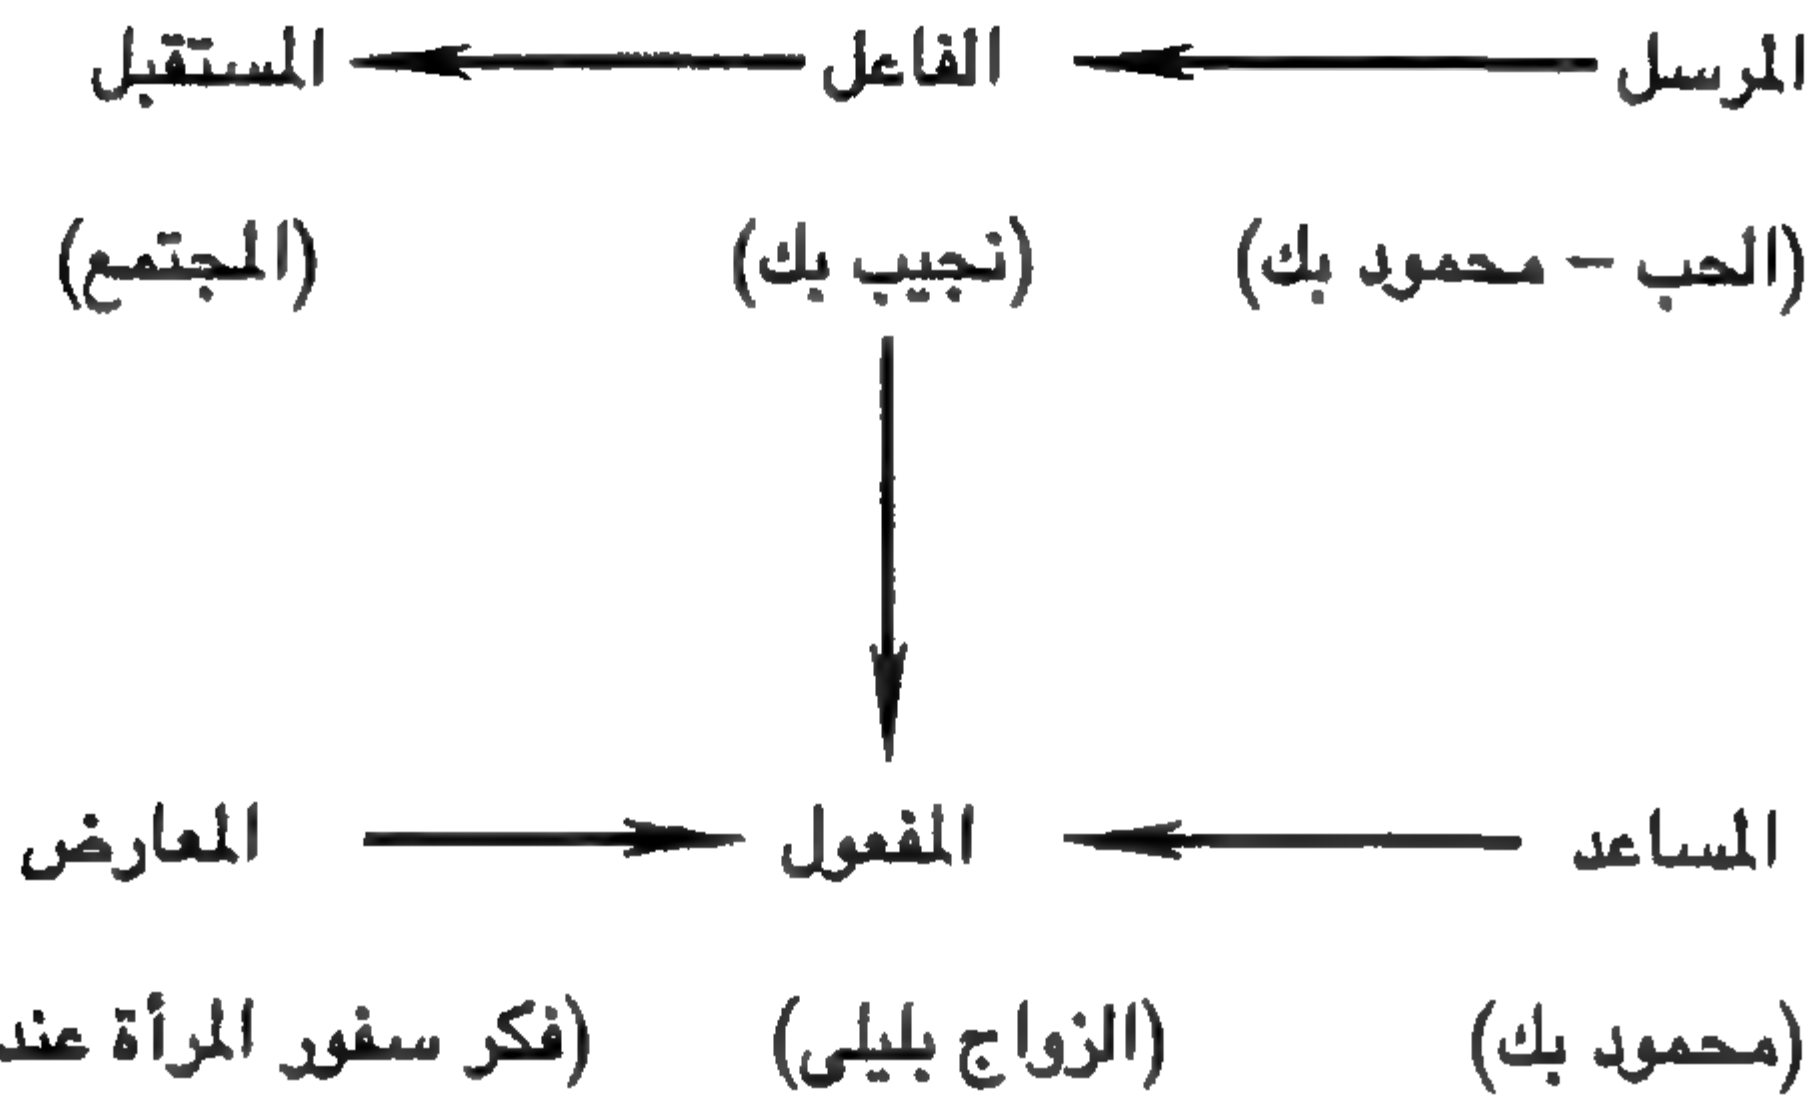 المرسل الفاعل المستقبل
(الحب - محمود بك) (نجيب بك) (المجتمع)
المساعد المفعول المعارض
(محمود بك) (الزواج بليلى) (فكر سفور المرأة عند